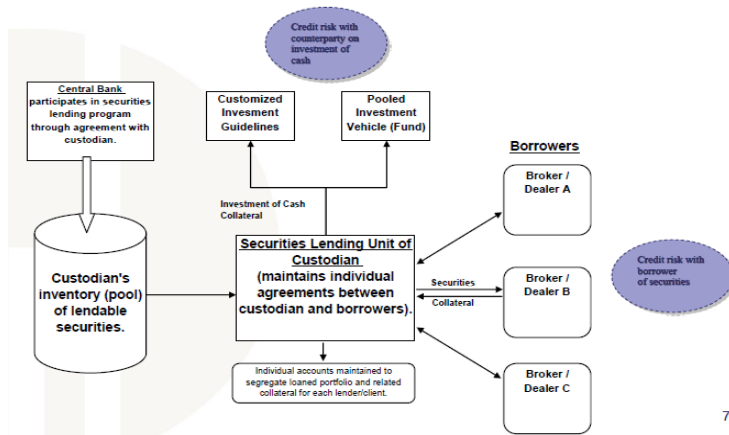 Credit risk with
counterparty on
investment of
cash
Central Bank
participates in securities
lending program
through agreement with
custodian.
Customized
Invesment
Guidelines
Pooled
Investment
Vehicle (Fund)
Borrowers
Broker /
Dealer A
Investment of Cash
Collateral
Custodian's
inventory (pool)
of lendable
securities.
Securities Lending Unit of
Custodian
(maintains individual
agreements between
custodian and borrowers).
Securities
Collateral
Broker /
Dealer B
Credit risk with
borrower
of securities
Individual accounts maintained to
segregate loaned portfolio and related
collateral for each lender/client.
Broker /
Dealer C
7